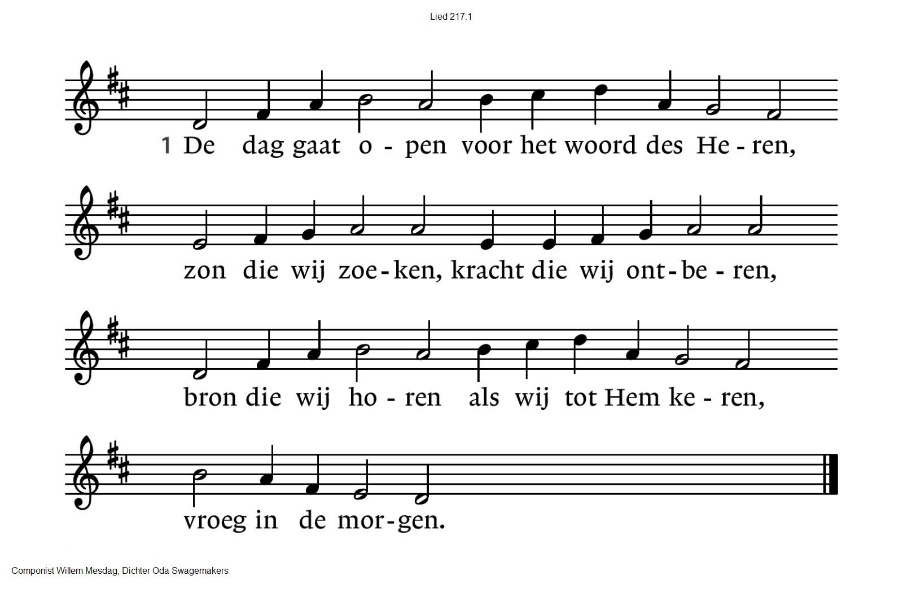 Lied 217.1
1 De dag gaat o - pen voor het woord des He - ren,
zon die wij zoe - ken, kracht die wij ont - be - ren,
bron die wij ho - ren als wij tot Hem ke - ren,
vroeg in de mor - gen.
Componist Willem Mesdag, Dichter Oda Swagemakers